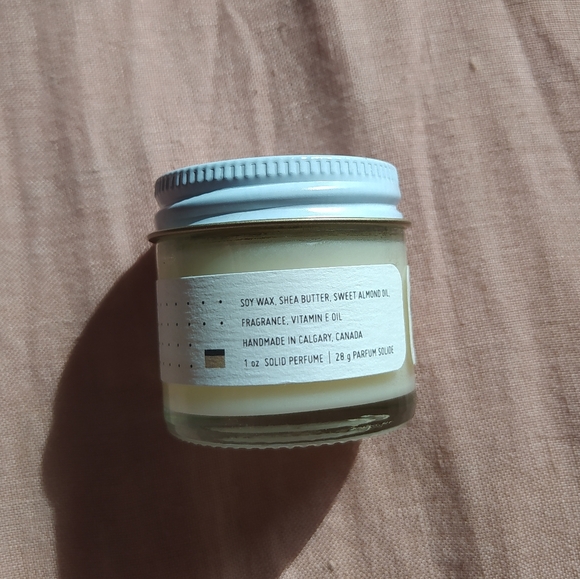 SOY WAX, SHEA BUTTER, SWEET ALMOND OIL,
FRAGRANCE, VITAMIN E OIL
HANDMADE IN CALGARY, CANADA
1 oz SOLID PERFUME | 28 g PARFUM SOLIDE